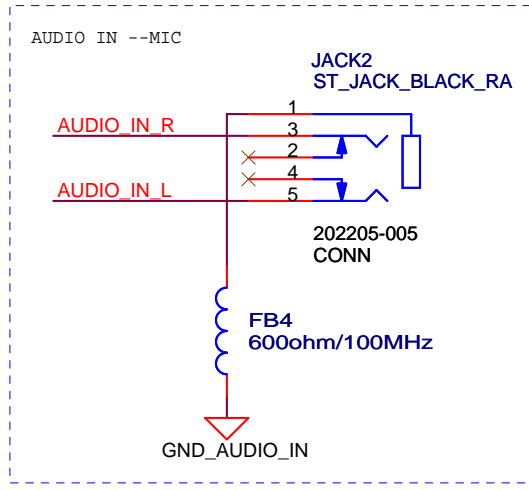 AUDIO IN --MIC
JACK2
ST_JACK_BLACK_RA
1
AUDIO_IN_R
3
2
4
AUDIO_IN_L
5
202205-005
CONN
FB4
600ohm/100MHz
GND_AUDIO_IN